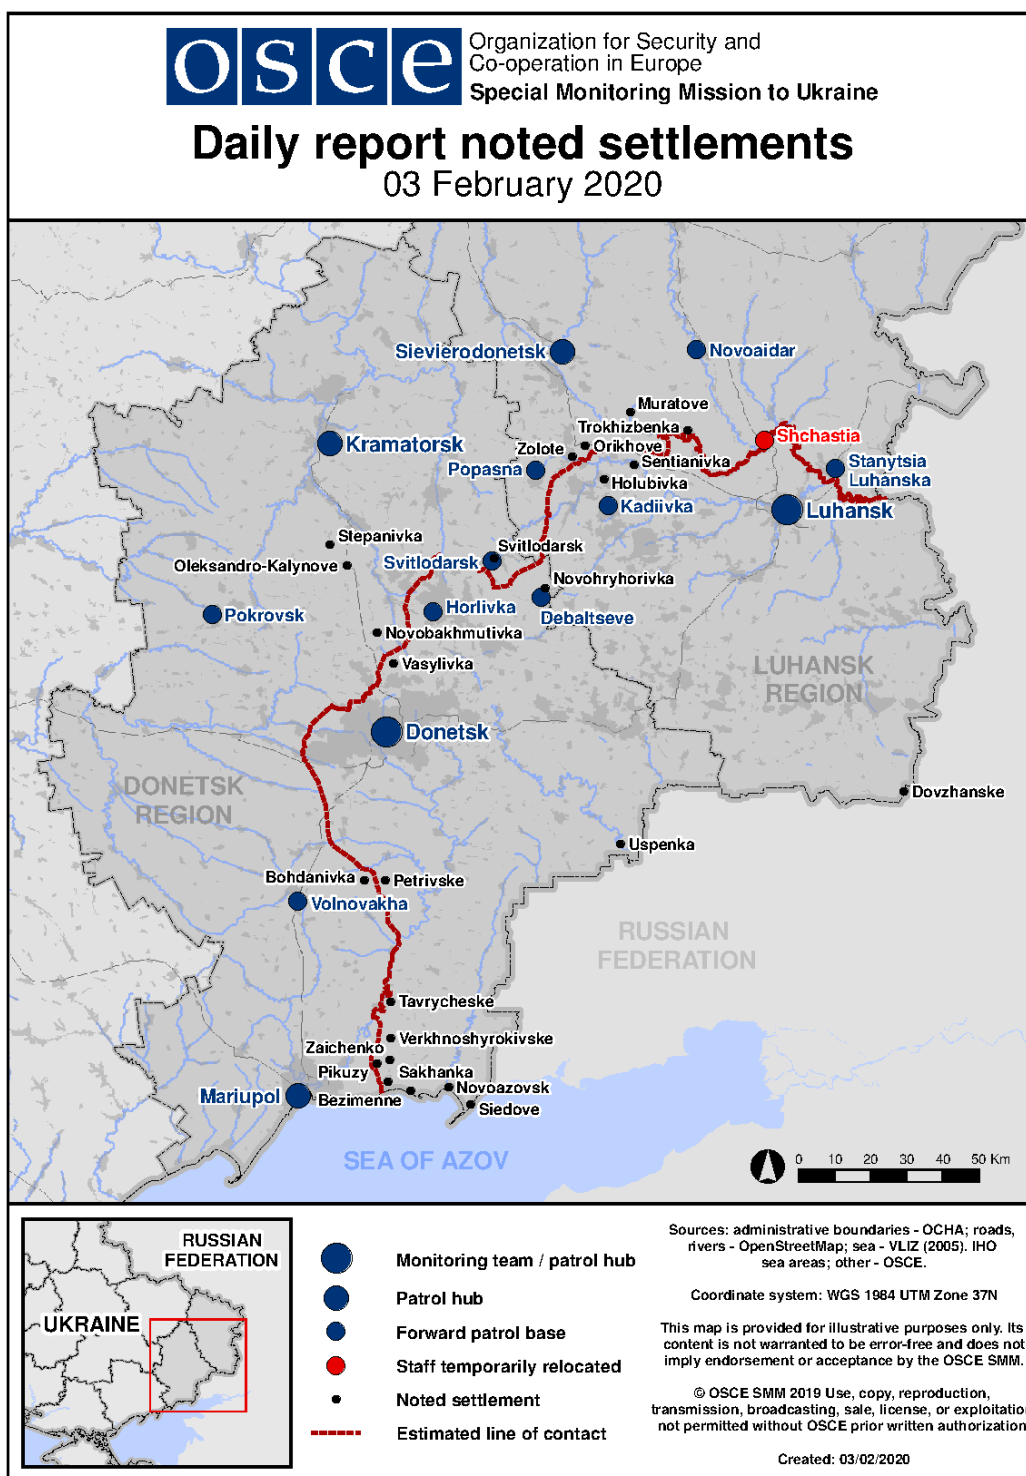 osce
Organization for Security and
Co-operation in Europe
Special Monitoring Mission to Ukraine
Daily report noted settlements
03 February 2020
Sievierodonetsk
Novoaidar
Muratove
Trokhizbenka
Shchastia
Kramatorsk
Orikhove
Zolote
Sentianivka
Popasna
Stanytsia
Luhanska
Holubivka
Kadiivka
Luhansk
Stepanivka
Svitlodarsk
Svitlodarsk
Oleksandro-Kalynove
Novohryhorivka
Horlivka
Debaltseve
Pokrovsk
Novobakhmutivka
Vasylivka
LUHANSK
REGION
Donetsk
DONETSK
REGION
Dovzhanske
Uspenka
Bohdanivka
Petrivske
Volnovakha
RUSSIAN
FEDERATION
Tavrycheske
Verkhnoshyrokivske
Zaichenko
Pikuzy
Sakhanka
Novoazovsk
Mariupol
Bezimenne
Siedove
SEA OF AZOV
0 10 20 30 40 50 Km
RUSSIAN
FEDERATION
UKRAINE
Monitoring team / patrol hub
Patrol hub
Forward patrol base
Staff temporarily relocated
Noted settlement
Estimated line of contact
Sources: administrative boundaries - OCHA; roads,
rivers - OpenStreetMap; sea - VLIZ (2005). IHO
sea areas; other - OSCE.
Coordinate system: WGS 1984 UTM Zone 37N
This map is provided for illustrative purposes only. Its
content is not warranted to be error-free and does not
imply endorsement or acceptance by the OSCE SMM.
© OSCE SMM 2019 Use, copy, reproduction,
transmission, broadcasting, sale, license, or exploitation
not permitted without OSCE prior written authorization
Created: 03/02/2020